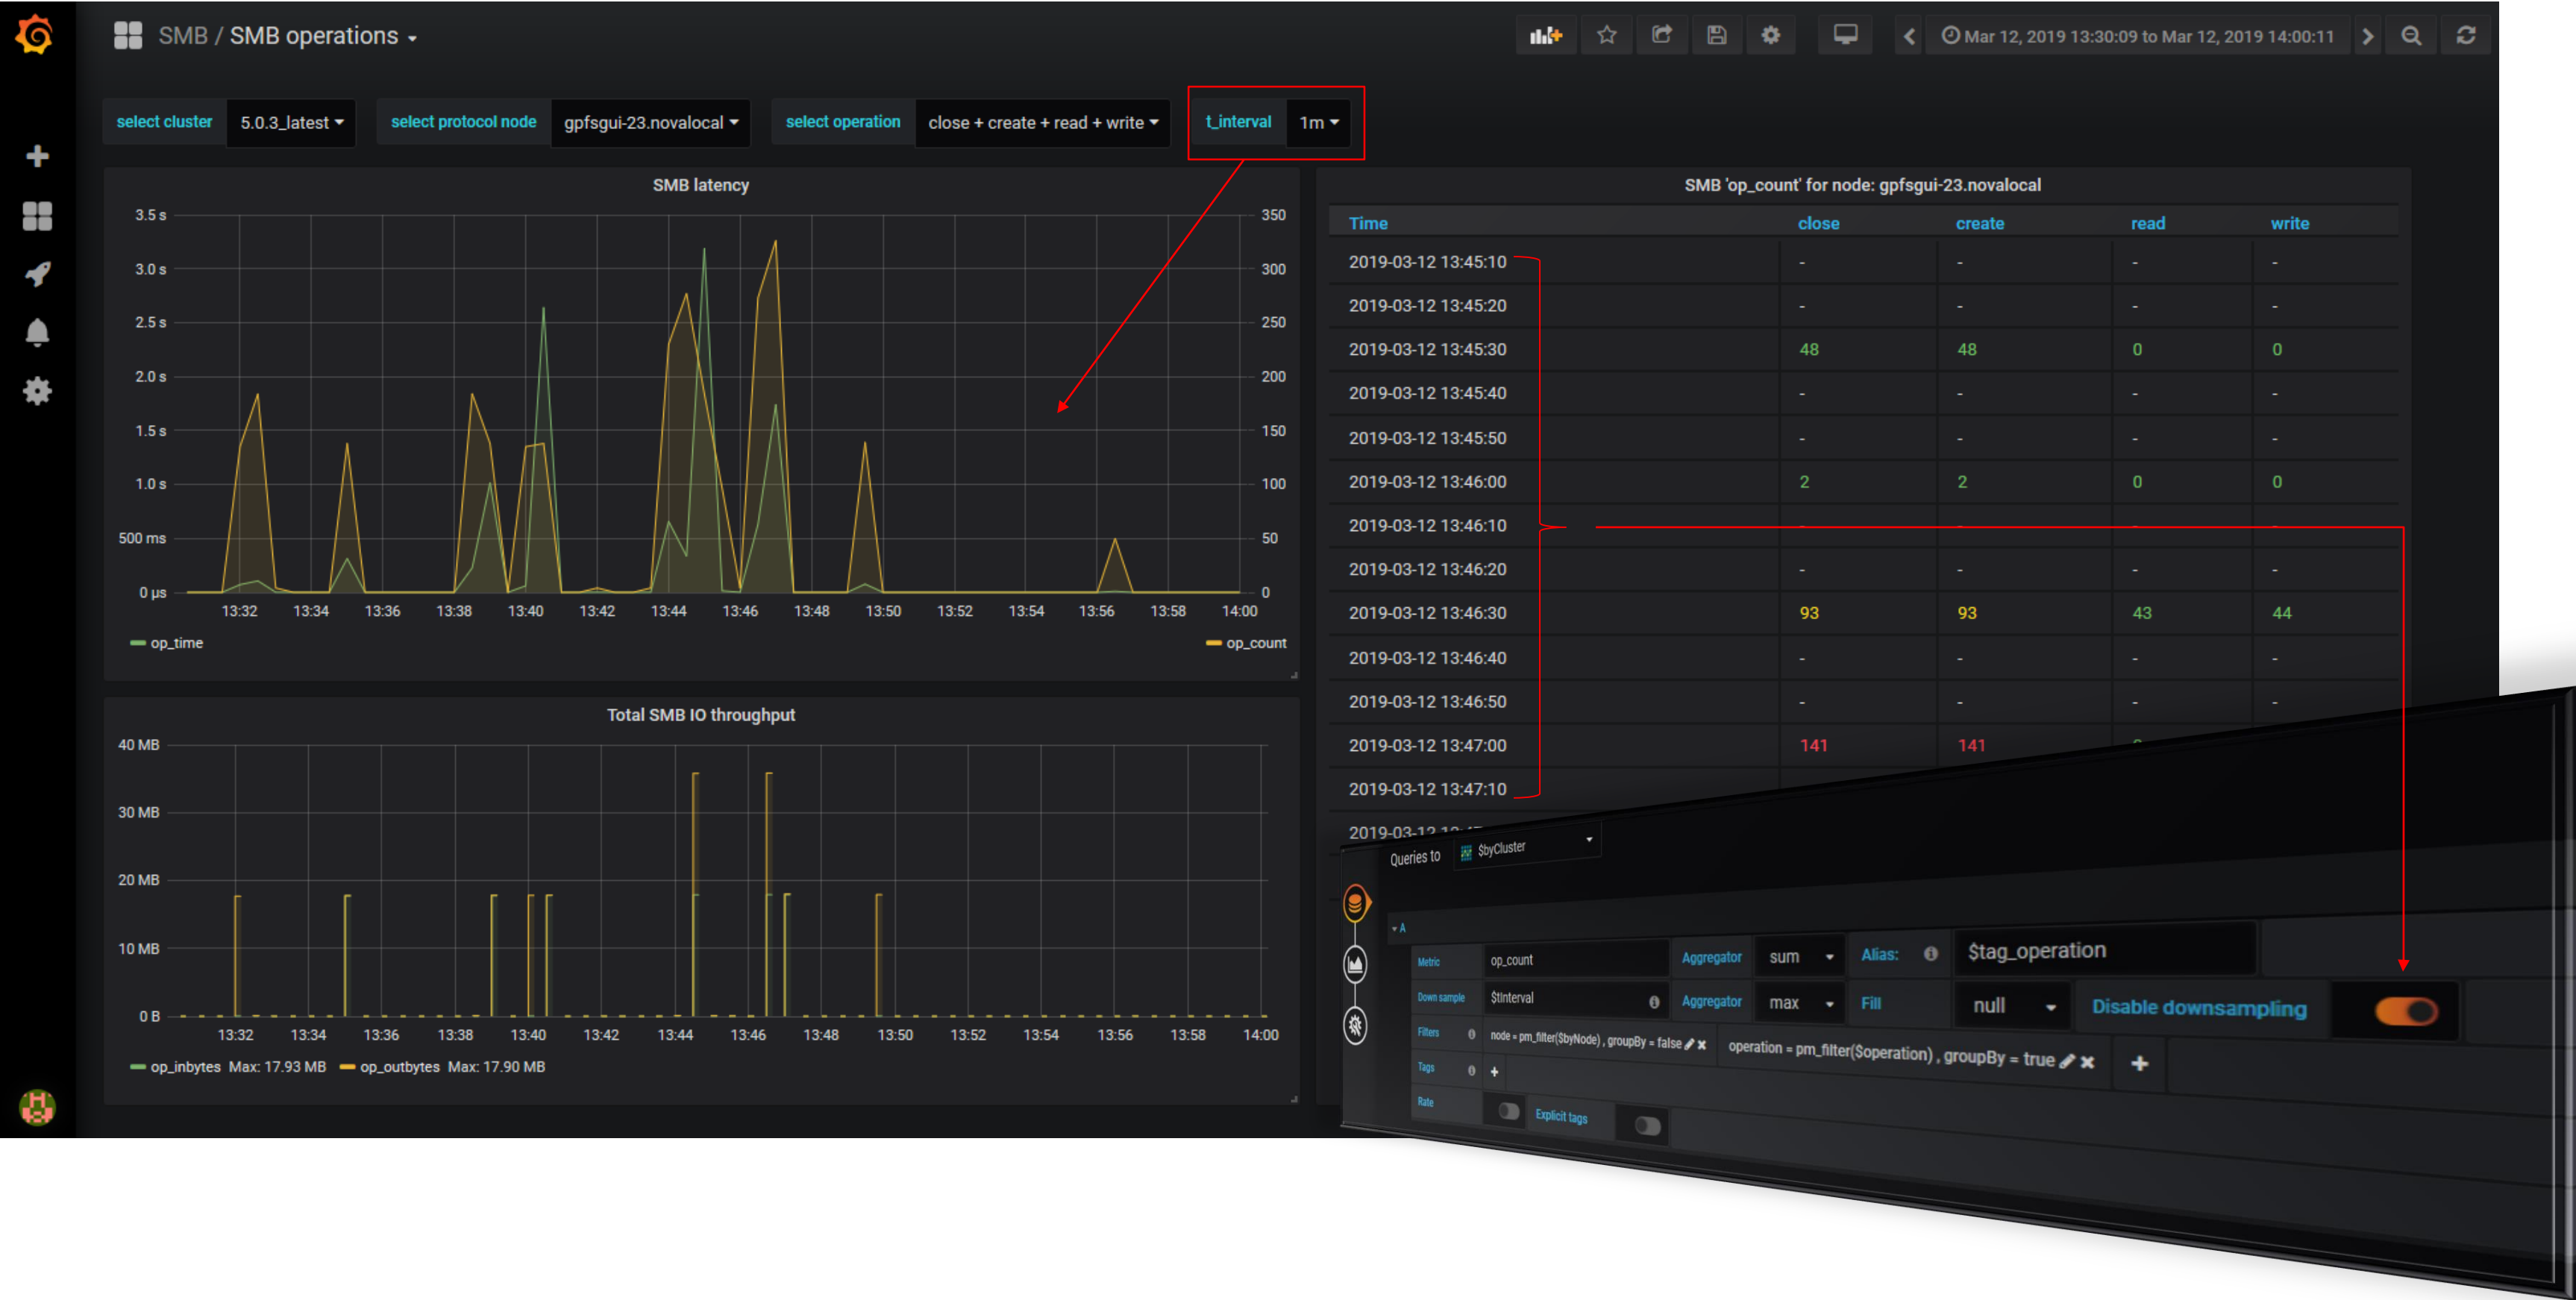 SMB / SMB operations
Mar 12, 2019 13:30:09 to Mar 12, 2019 14:00:11
select cluster 5.0.3_latest select protocol node gpfsgui-23.novalocal select operation close + create + read + write t_interval 1m
SMB latency
3.5 s 350
3.0 s 300
2.5 s 250
2.0 s 200
1.5 s 150
1.0 s 100
500 ms 50
0 µs 0
13:32 13:34 13:36 13:38 13:40 13:42 13:44 13:46 13:48 13:50 13:52 13:54 13:56 13:58 14:00
op_time op_count
Total SMB IO throughput
40 MB
30 MB
20 MB
10 MB
0 B
13:32 13:34 13:36 13:38 13:40 13:42 13:44 13:46 13:48 13:50 13:52 13:54 13:56 13:58 14:00
op_inbytes Max: 17.93 MB op_outbytes Max: 17.90 MB
SMB 'op_count' for node: gpfsgui-23.novalocal
Time close create read write
2019-03-12 13:45:10 - - - -
2019-03-12 13:45:20 - - - -
2019-03-12 13:45:30 48 48 0 0
2019-03-12 13:45:40 - - - -
2019-03-12 13:45:50 - - - -
2019-03-12 13:46:00 2 2 0 0
2019-03-12 13:46:10 - - - -
2019-03-12 13:46:20 - - - -
2019-03-12 13:46:30 93 93 43 44
2019-03-12 13:46:40 - - - -
2019-03-12 13:46:50 - - - -
2019-03-12 13:47:00 141 141
2019-03-12 13:47:10
2019-03-12
Queries to $byCluster
A
Metric op_count Aggregator sum Alias: $tag_operation
Down sample $tInterval Aggregator max Fill null Disable downsampling
Filters node = pm_filter($byNode) , groupBy = false operation = pm_filter($operation) , groupBy = true
Tags
Rate Explicit tags